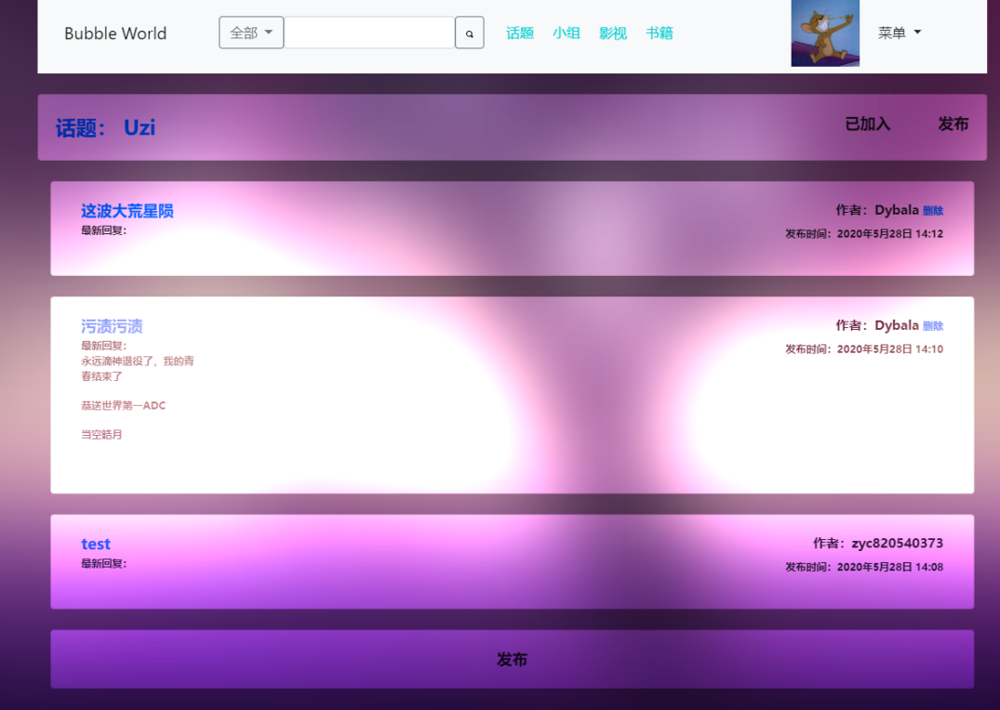 Bubble World 全部 话题 小组 影视 书籍 菜单
话题： Uzi 已加入 发布
这波大荒星陨 作者：Dybala 删除
最新回复：
发布时间：2020年5月28日 14:12
污渍污渍 作者：Dybala 删除
最新回复：
发布时间：2020年5月28日 14:10
永远滴神退役了，我的青
春结束了
恭送世界第一ADC
当空皓月
test 作者：zyc820540373
最新回复：
发布时间：2020年5月28日 14:08
发布